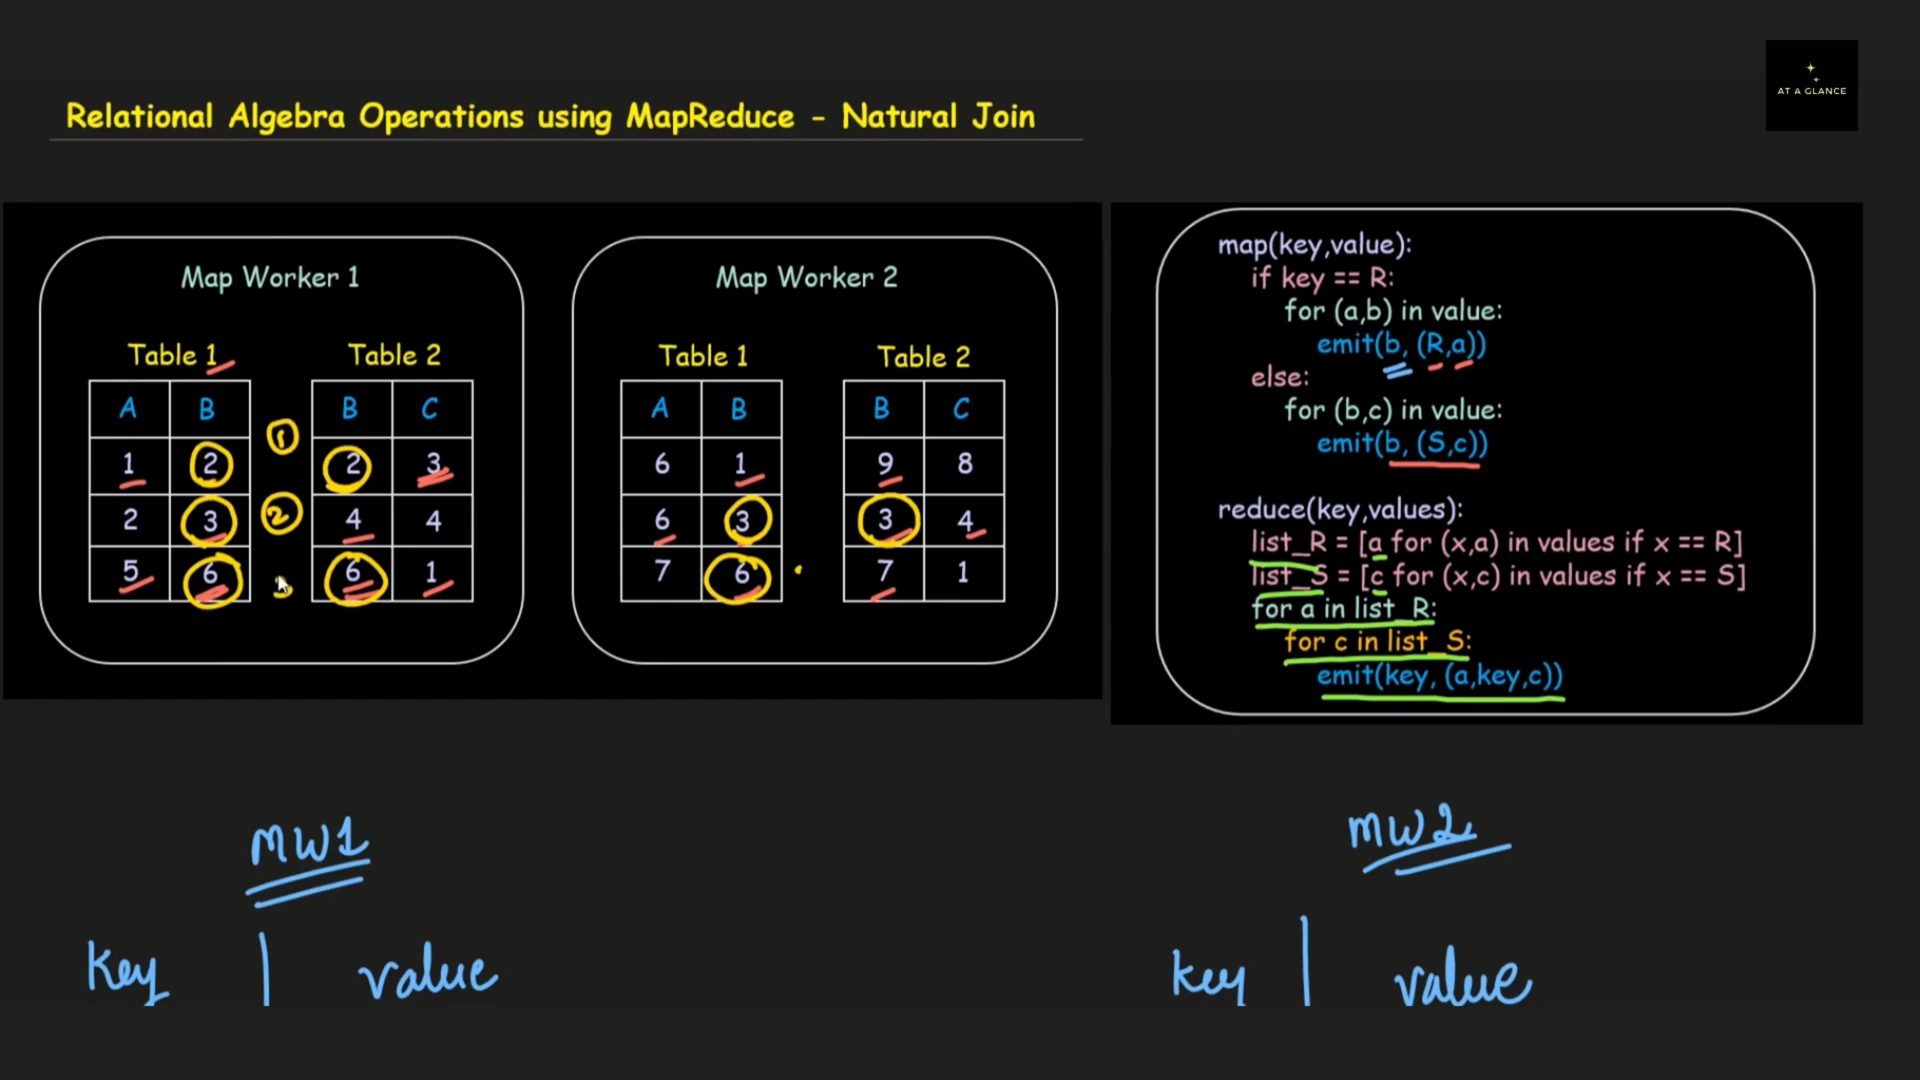 AT A GLANCE
Relational Algebra Operations using MapReduce - Natural Join
Map Worker 1
Table 1
A B
1 2
2 3
5 6
1
2
3
Table 2
B C
2 3
4 4
6 1
Map Worker 2
Table 1
A B
6 1
6 3
7 6
Table 2
B C
9 8
3 4
7 1
map(key,value):
if key == R:
for (a,b) in value:
emit(b, (R,a))
else:
for (b,c) in value:
emit(b, (S,c))
reduce(key,values):
list_R = [a for (x,a) in values if x == R]
list_S = [c for (x,c) in values if x == S]
for a in list_R:
for c in list_S:
emit(key, (a,key,c))
MW1
Key | value
MW2
key | value